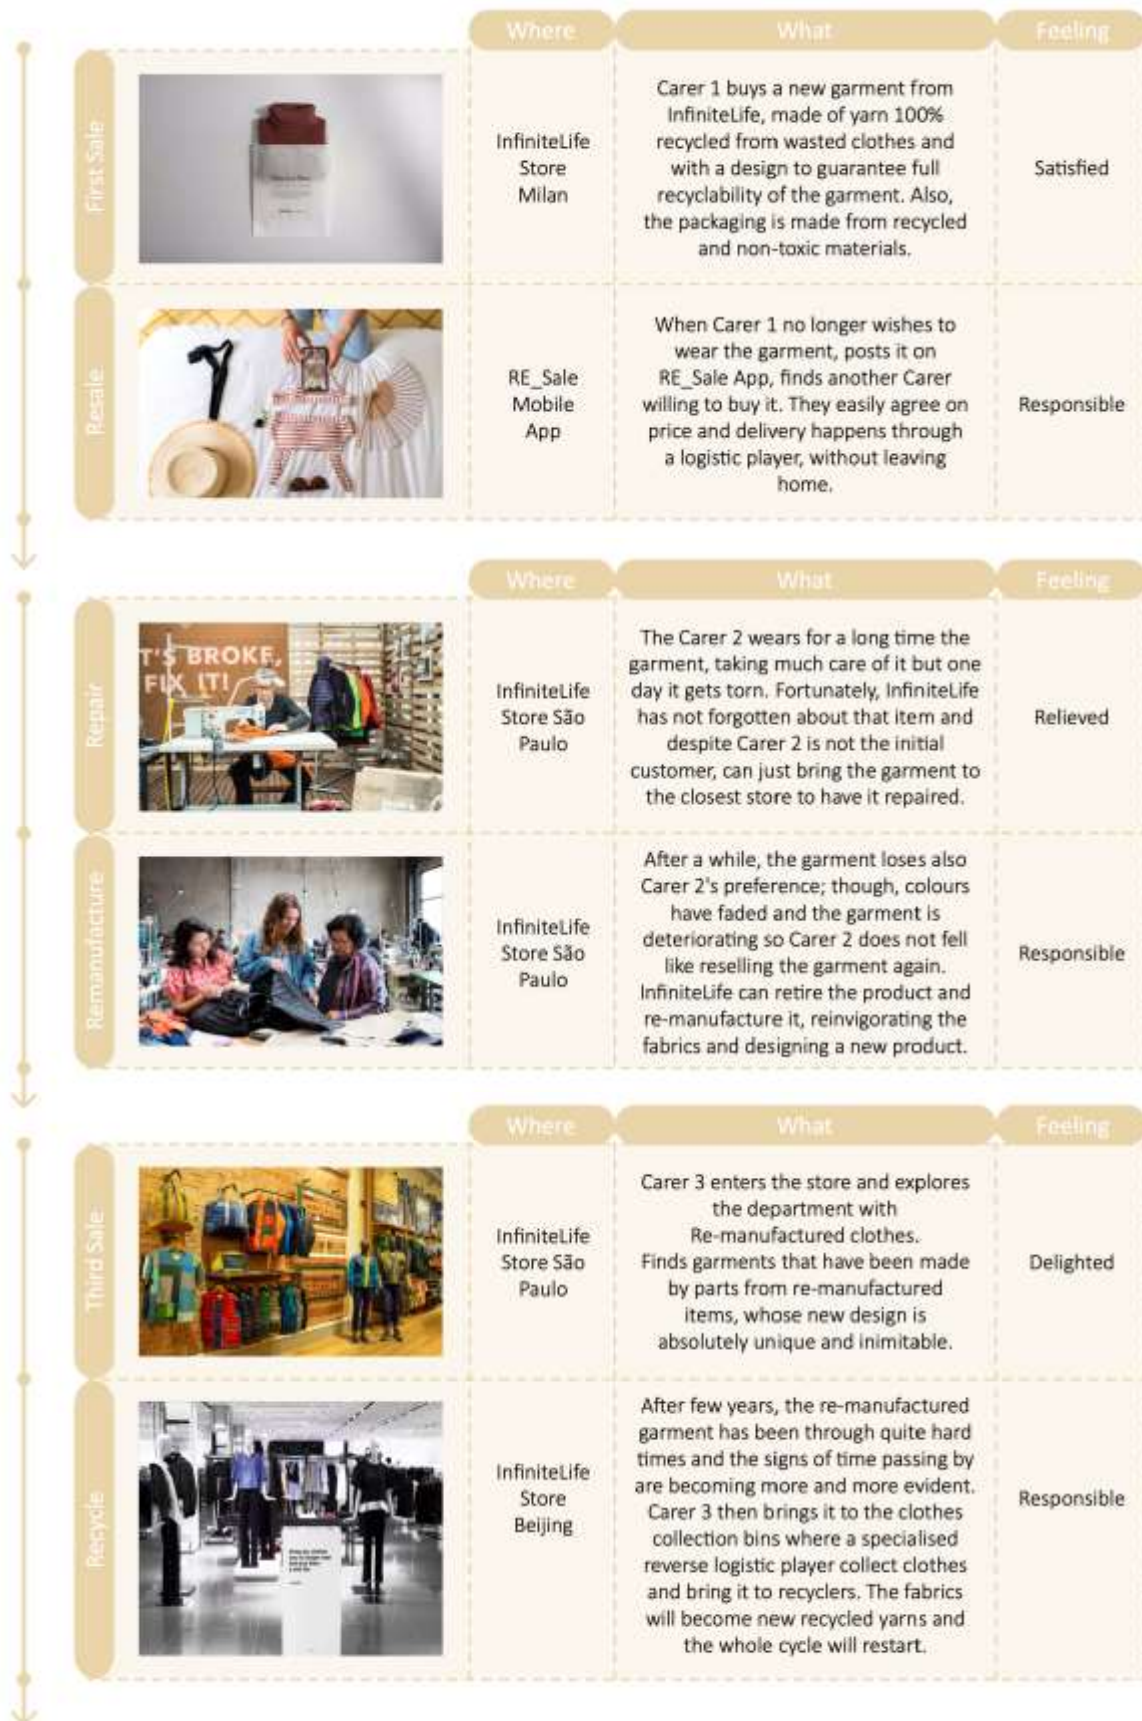 Where
What
Feeling
First Sale
InfiniteLife
Store
Milan
Carer 1 buys a new garment from
InfiniteLife, made of yarn 100%
recycled from wasted clothes and
with a design to guarantee full
recyclability of the garment. Also,
the packaging is made from recycled
and non-toxic materials.
Satisfied
Resale
RE_Sale
Mobile
App
When Carer 1 no longer wishes to
wear the garment, posts it on
RE_Sale App, finds another Carer
willing to buy it. They easily agree on
price and delivery happens through
a logistic player, without leaving
home.
Responsible
Where
What
Feeling
Repair
T'S BROKE,
FIX IT!
InfiniteLife
Store São
Paulo
The Carer 2 wears for a long time the
garment, taking much care of it but one
day it gets torn. Fortunately, InfiniteLife
has not forgotten about that item and
despite Carer 2 is not the initial
customer, can just bring the garment to
the closest store to have it repaired.
Relieved
Remanufacture
InfiniteLife
Store São
Paulo
After a while, the garment loses also
Carer 2's preference; though, colours
have faded and the garment is
deteriorating so Carer 2 does not fell
like reselling the garment again.
InfiniteLife can retire the product and
re-manufacture it, reinvigorating the
fabrics and designing a new product.
Responsible
Where
What
Feeling
Third Sale
InfiniteLife
Store São
Paulo
Carer 3 enters the store and explores
the department with
Re-manufactured clothes.
Finds garments that have been made
by parts from re-manufactured
items, whose new design is
absolutely unique and inimitable.
Delighted
Recycle
InfiniteLife
Store
Beijing
After few years, the re-manufactured
garment has been through quite hard
times and the signs of time passing by
are becoming more and more evident.
Carer 3 then brings it to the clothes
collection bins where a specialised
reverse logistic player collect clothes
and bring it to recyclers. The fabrics
will become new recycled yarns and
the whole cycle will restart.
Responsible